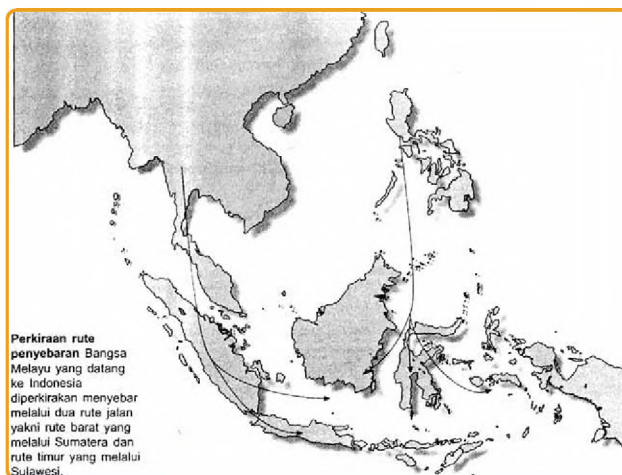 Perkiraan rute
penyebaran Bangsa
Melayu yang datang
ke Indonesia
diperkirakan menyebar
melalui dua rute jalan
yakni rute barat yang
melalui Sumatera dan
rute timur yang melalui
Sulawesi.